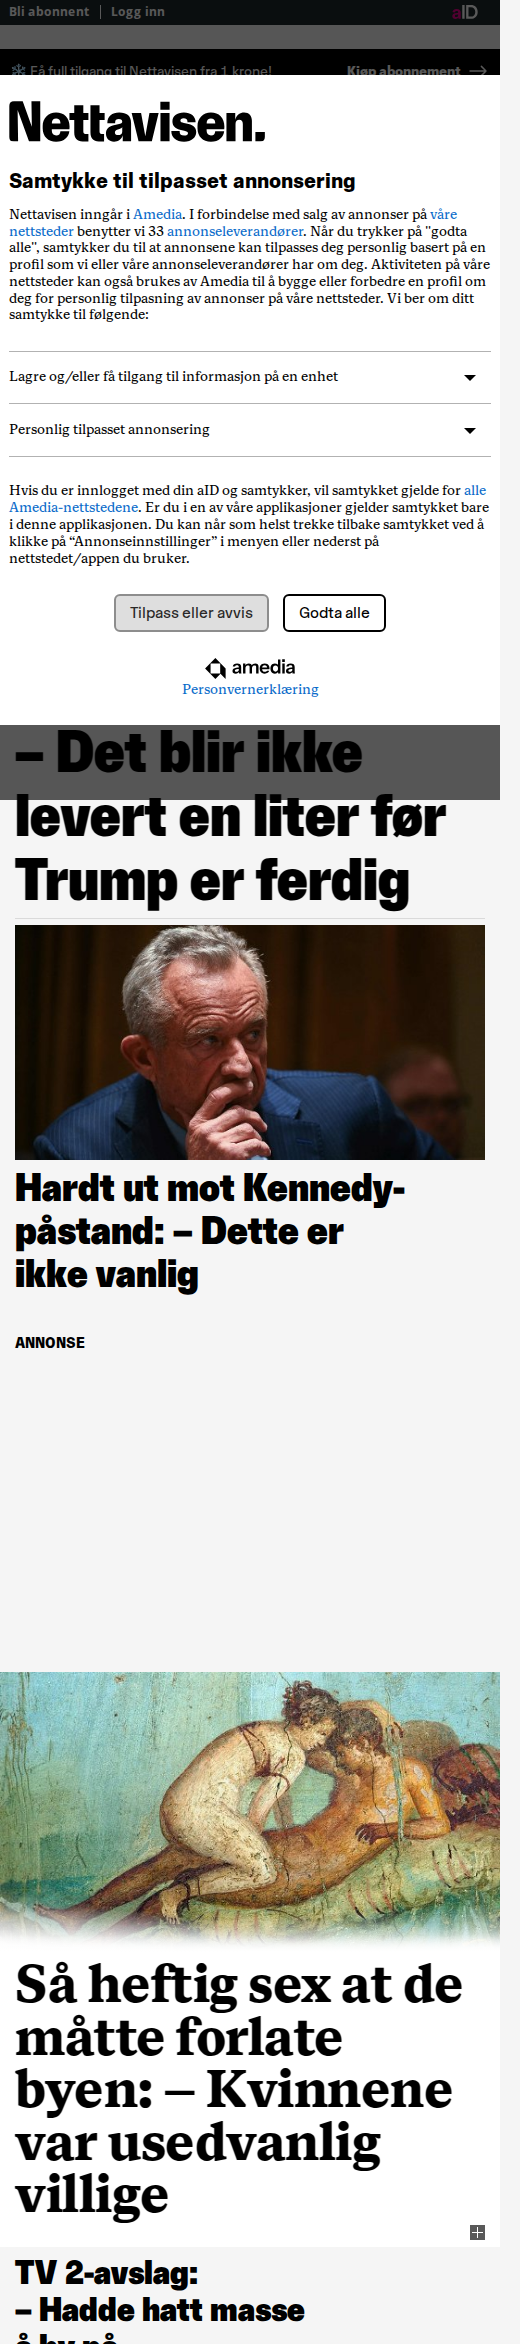 Bli abonnent | Logg inn aID
Få full tilgang til Nettavisen fra 1 krone! Kjøp abonnement →
Nettavisen.
Samtykke til tilpasset annonsering
Nettavisen inngår i Amedia. I forbindelse med salg av annonser på våre
nettsteder benytter vi 33 annonseleverandører. Når du trykker på "godta
alle", samtykker du til at annonsene kan tilpasses deg personlig basert på en
profil som vi eller våre annonseleverandører har om deg. Aktiviteten på våre
nettsteder kan også brukes av Amedia til å bygge eller forbedre en profil om
deg for personlig tilpasning av annonser på våre nettsteder. Vi ber om ditt
samtykke til følgende:
Lagre og/eller få tilgang til informasjon på en enhet
Personlig tilpasset annonsering
Hvis du er innlogget med din aID og samtykker, vil samtykket gjelde for alle
Amedia-nettstedene. Er du i en av våre applikasjoner gjelder samtykket bare
i denne applikasjonen. Du kan når som helst trekke tilbake samtykket ved å
klikke på “Annonseinnstillinger” i menyen eller nederst på
nettstedet/appen du bruker.
Tilpass eller avvis Godta alle
amedia
Personvernerklæring
– Det blir ikke
levert en liter før
Trump er ferdig
Hardt ut mot Kennedy-
påstand: – Dette er
ikke vanlig
ANNONSE
Så heftig sex at de
måtte forlate
byen: – Kvinnene
var usedvanlig
villige
TV 2-avslag:
– Hadde hatt masse
å by på